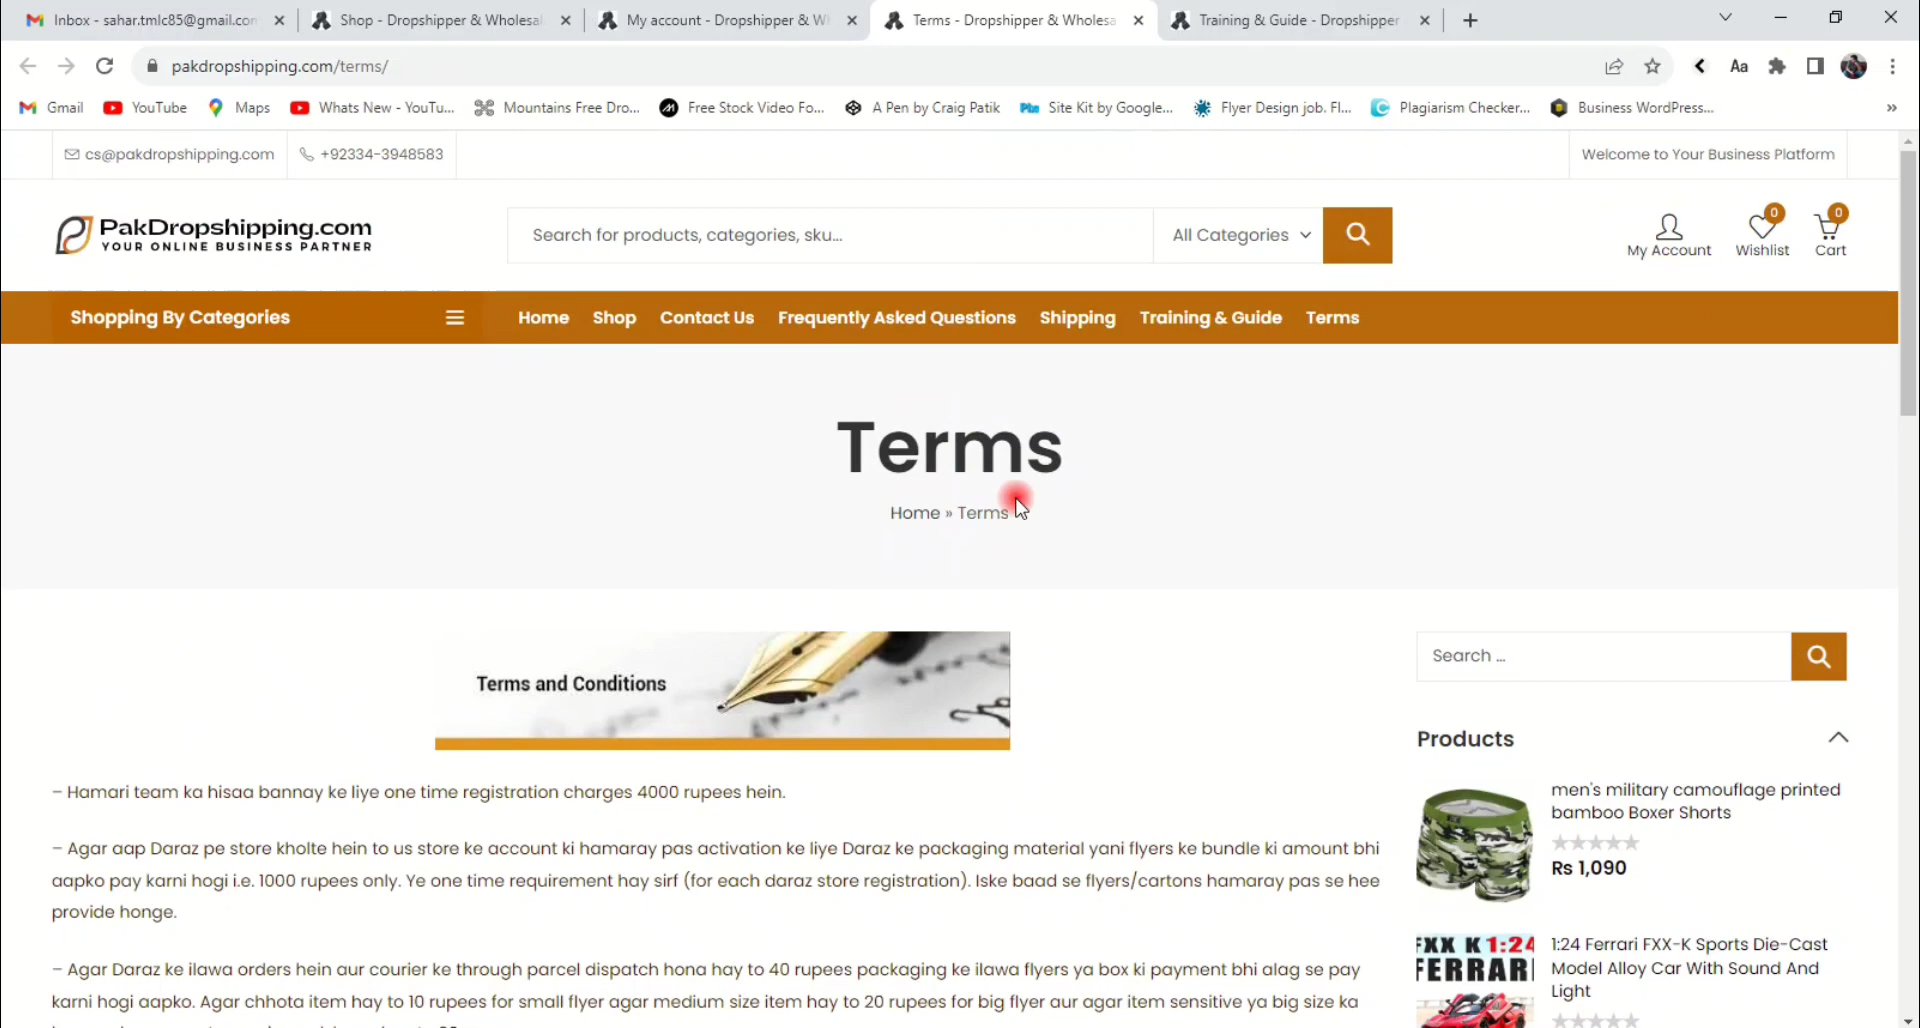 Inbox - sahar.tmlc85@gmail.con
Shop - Dropshipper & Wholesal
My account - Dropshipper & W
Terms - Dropshipper & Wholesa
Training & Guide - Dropshipper
pakdropshipping.com/terms/
Aa
Gmail
YouTube
Maps
Whats New - YouTu...
Mountains Free Dro...
Free Stock Video Fo...
A Pen by Craig Patik
Site Kit by Google...
Flyer Design job. Fl...
Plagiarism Checker...
Business WordPress...
»
cs@pakdropshipping.com
+92334-3948583
Welcome to Your Business Platform
PakDropshipping.com
YOUR ONLINE BUSINESS PARTNER
Search for products, categories, sku...
All Categories
My Account
0
Wishlist
0
Cart
Shopping By Categories
Home
Shop
Contact Us
Frequently Asked Questions
Shipping
Training & Guide
Terms
Terms
Home » Terms
Terms and Conditions
– Hamari team ka hisaa bannay ke liye one time registration charges 4000 rupees hein.
– Agar aap Daraz pe store kholte hein to us store ke account ki hamaray pas activation ke liye Daraz ke packaging material yani flyers ke bundle ki amount bhi
aapko pay karni hogi i.e. 1000 rupees only. Ye one time requirement hay sirf (for each daraz store registration). Iske baad se flyers/cartons hamaray pas se hee
provide honge.
– Agar Daraz ke ilawa orders hein aur courier ke through parcel dispatch hona hay to 40 rupees packaging ke ilawa flyers ya box ki payment bhi alag se pay
karni hogi aapko. Agar chhota item hay to 10 rupees for small flyer agar medium size item hay to 20 rupees for big flyer aur agar item sensitive ya big size ka
Search ...
Products
men's military camouflage printed
bamboo Boxer Shorts
Rs 1,090
FXX K 1:24
FERRARI
1:24 Ferrari FXX-K Sports Die-Cast
Model Alloy Car With Sound And
Light